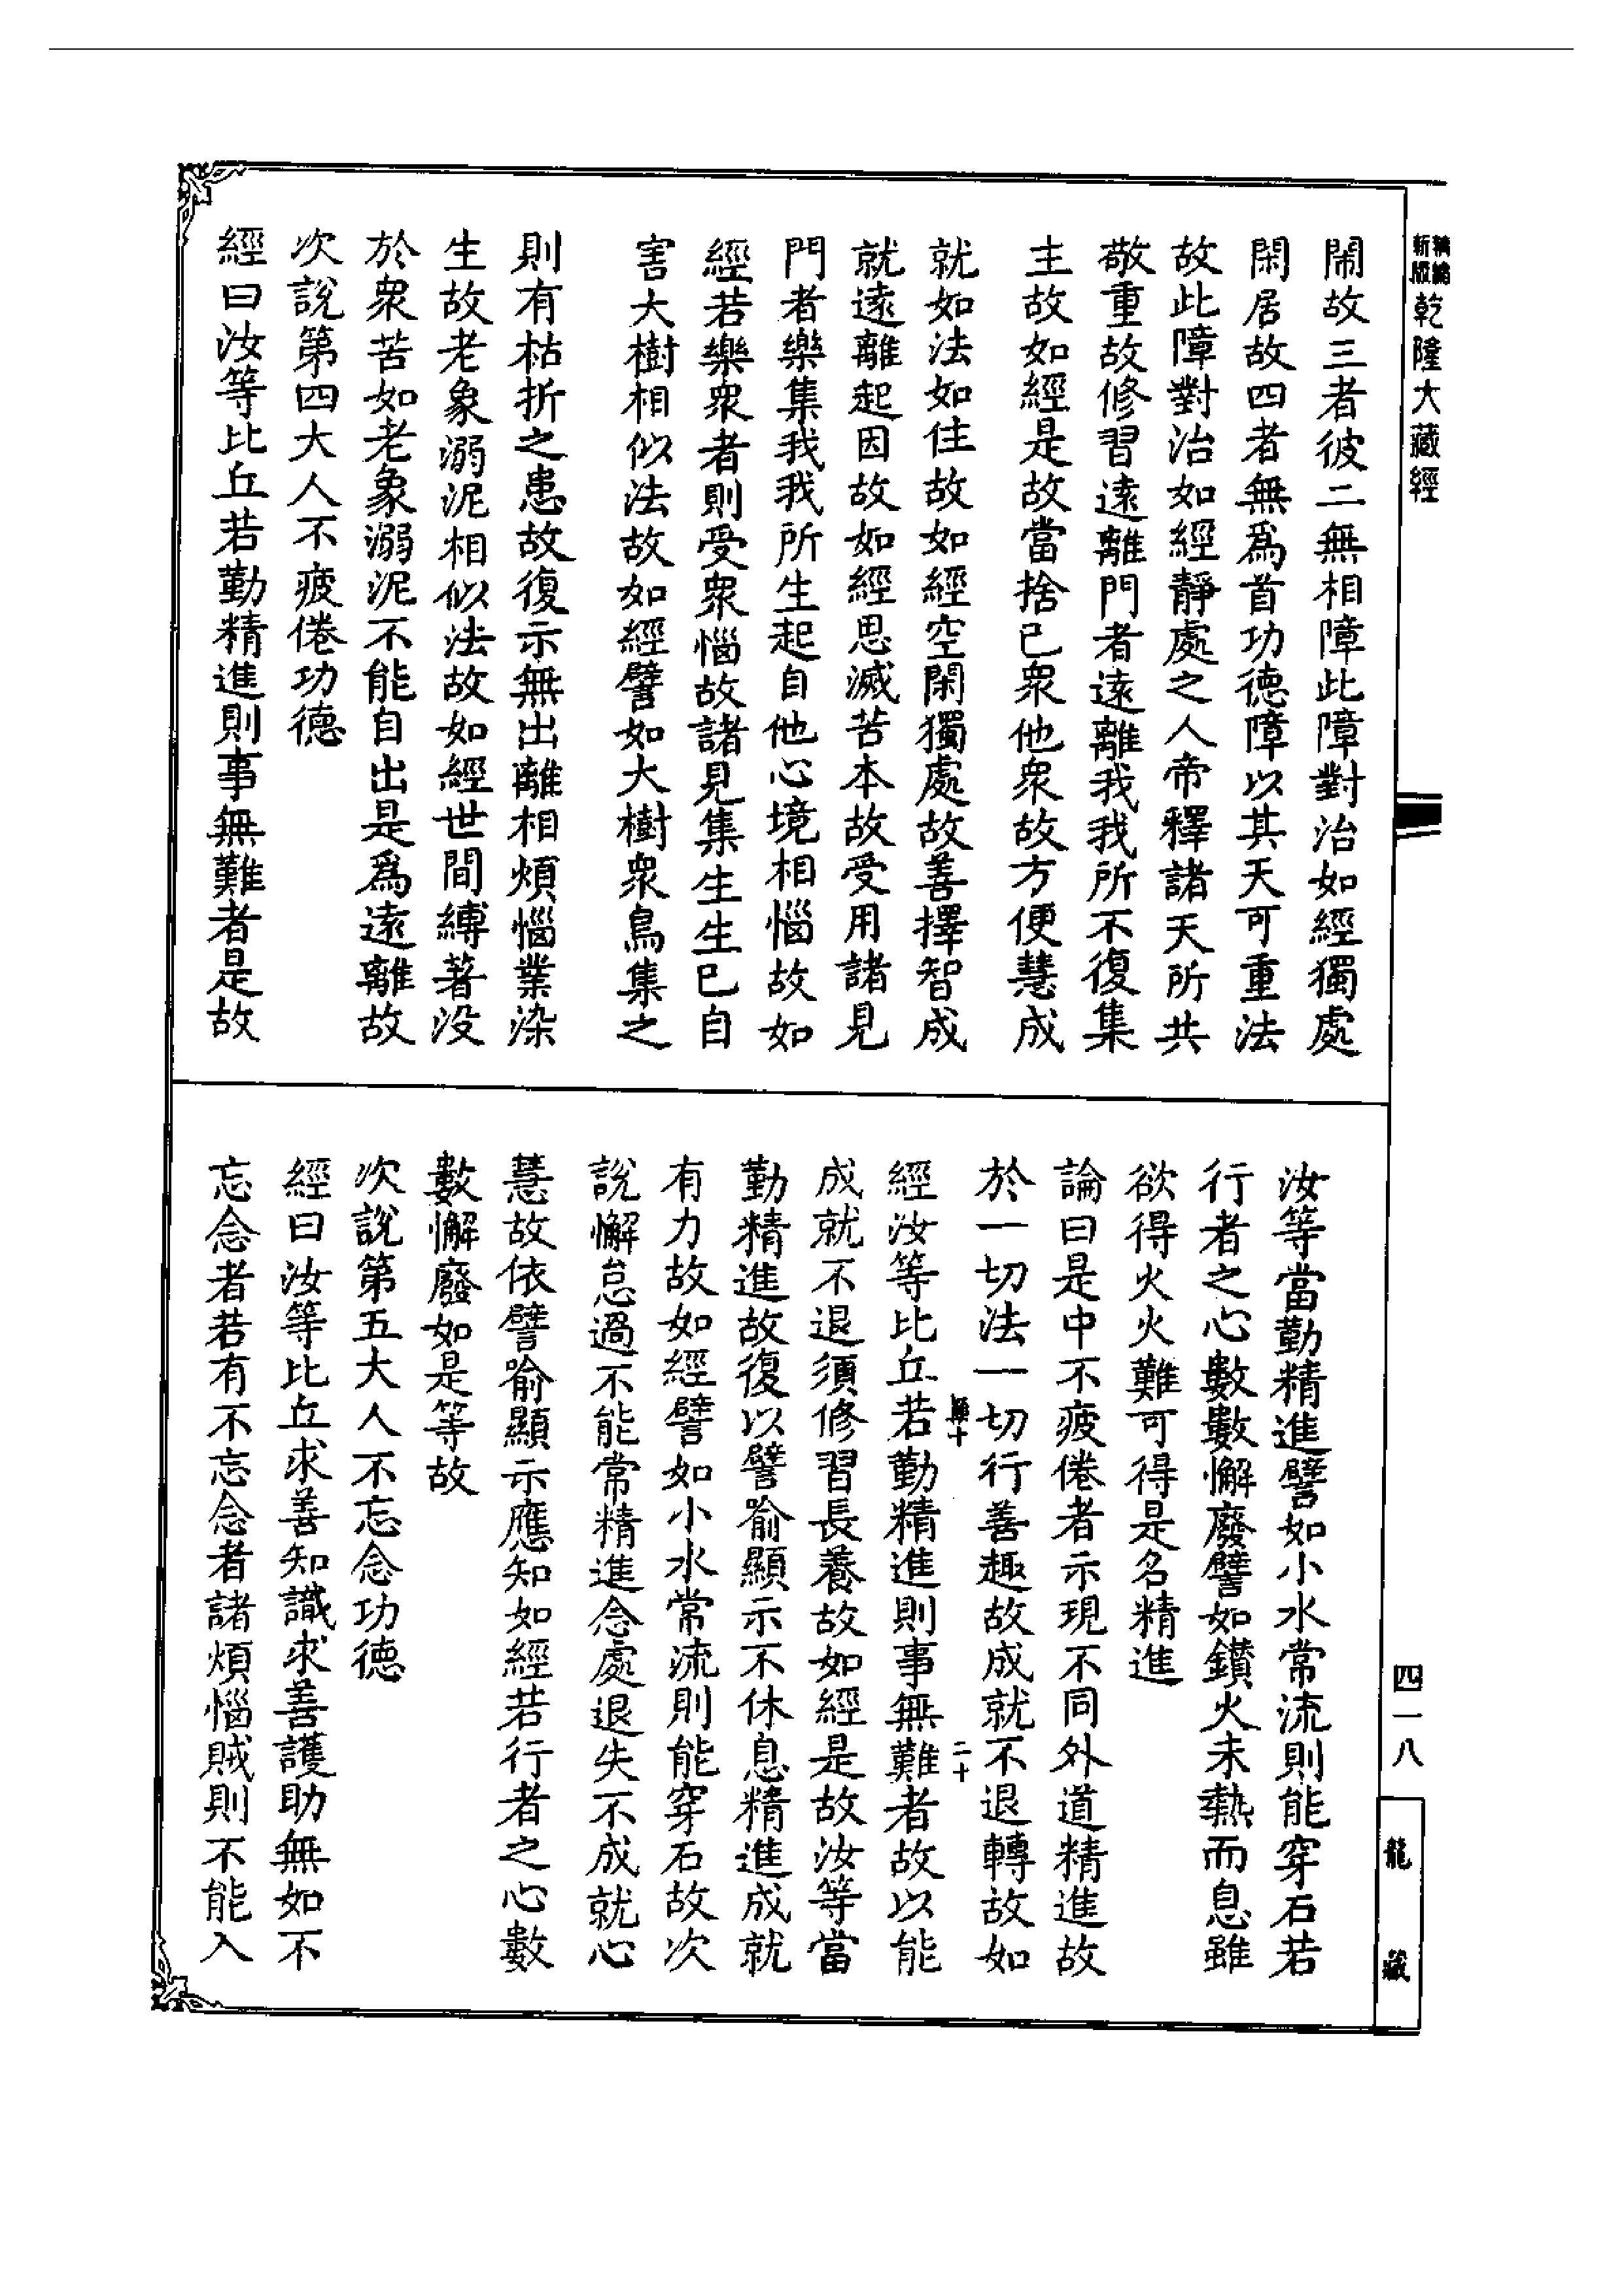 新版精縮乾隆大藏經
閙故三者彼二無相障此障對治如經獨處
閑居故四者無爲首功德障以其天可重法
故此障對治如經靜處之人帝釋諸天所共
敬重故修習遠離門者遠離我我所不復集
主故如經是故當捨已衆他衆故方便慧成
就如法如住故如經空閑獨處故善擇智成
就遠離起因故如經思滅苦本故受用諸見
門者樂集我我所生起自他心境相惱故如
經若樂衆者則受衆惱故諸見集生生已自
害大樹相似法故如經譬如大樹衆鳥集之
則有枯折之患故復示無出離相煩惱業染
生故老象溺泥相似法故如經世間縛著没
於衆苦如老象溺泥不能自出是爲遠離故
次說第四大人不疲倦功德
經曰汝等比丘若勤精進則事無難者是故
汝等當勤精進譬如小水常流則能穿石若
行者之心數數懈廢譬如鑚火未熱而息雖
欲得火火難可得是名精進
論曰是中不疲倦者示現不同外道精進故
於一切法一切行善趣故成就不退轉故如
經汝等比丘若勤精進則事無難者故以能
成就不退須修習長養故如經是故汝等當
勤精進故復以譬喻顯示不休息精進成就
有力故如經譬如小水常流則能穿石故次
說懈怠過不能常精進念處退失不成就心
慧故依譬喻顯示應知如經若行者之心數
數懈廢如是等故
次說第五大人不忘念功德
經曰汝等比丘求善知識求善護助無如不
忘念者若有不忘念者諸煩惱賊則不能入
二十
四一八
龍藏